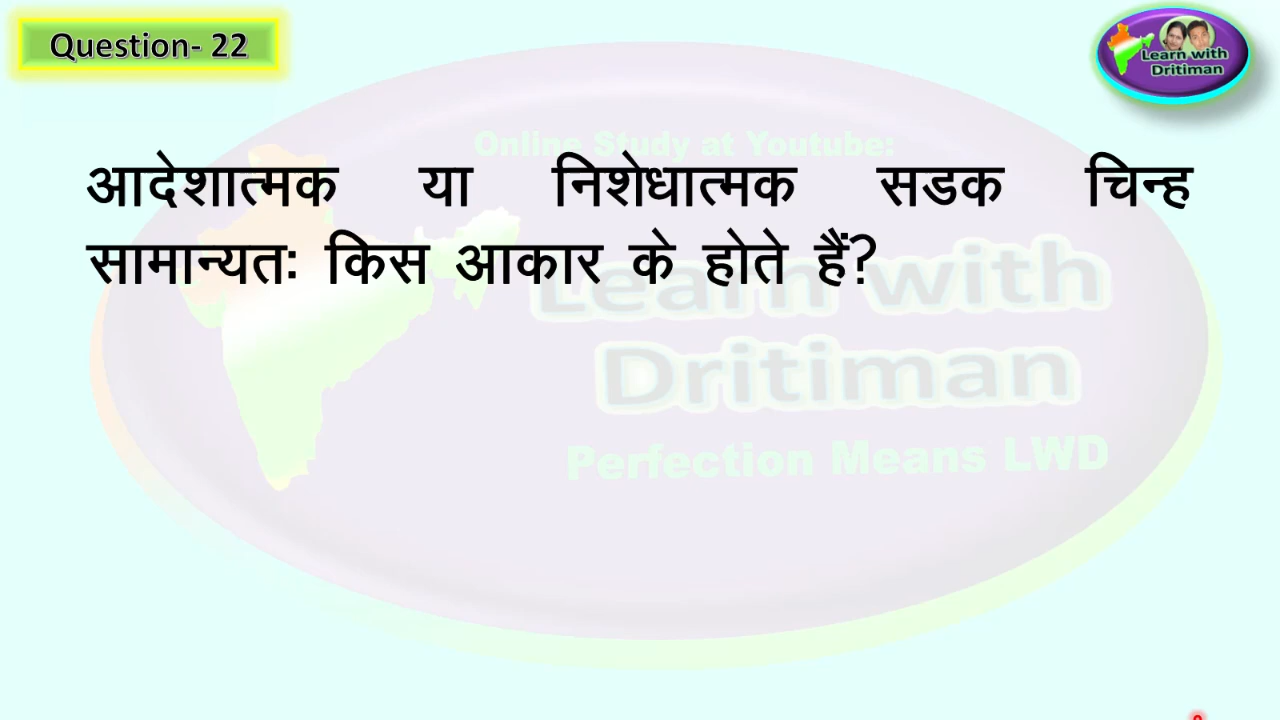 Question- 22
Learn with
Dritiman
Online Study at Youtube:
आदेशात्मक या निशेधात्मक सडक चिन्ह
सामान्यतः किस आकार के होते हैं?
Learn with
Dritiman
Perfection Means LWD